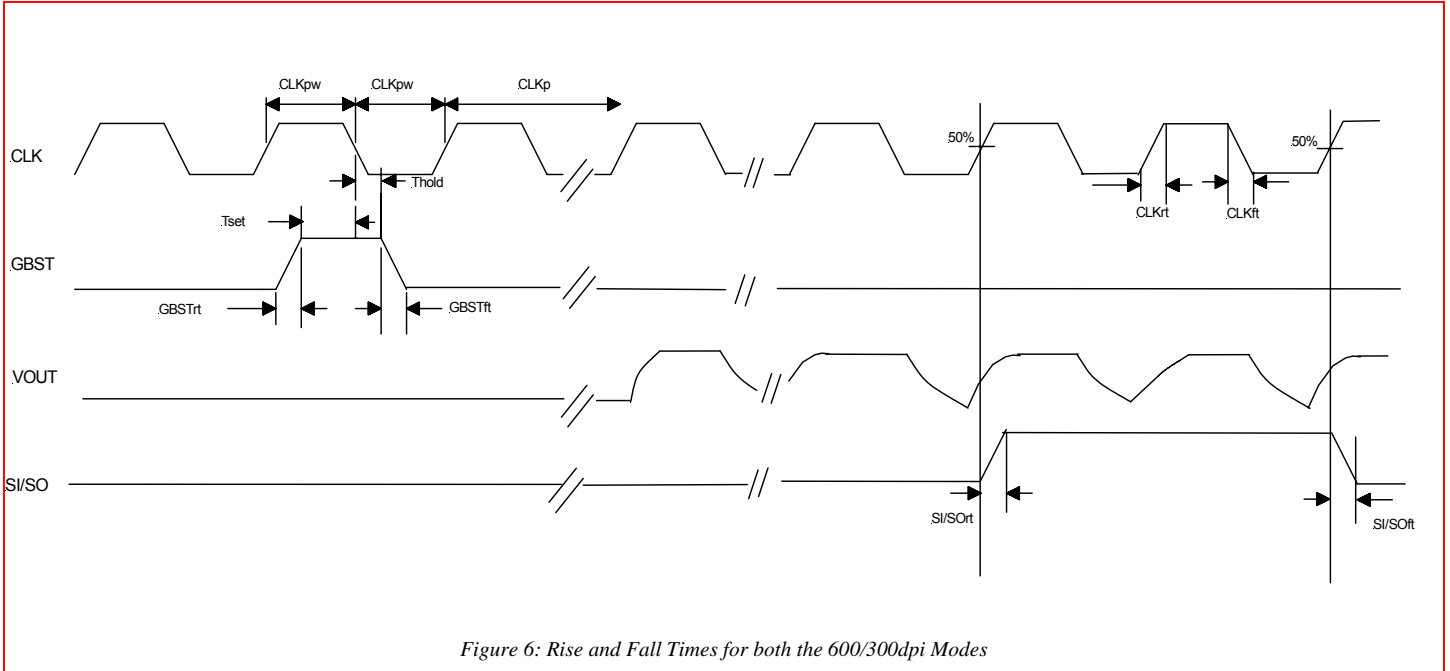 CLKpw
CLKpw
CLKp
CLK
50%
50%
Thold
CLKrt
CLKft
Tset
GBST
GBSTrt
GBSTft
VOUT
SI/SO
SI/SOrt
SI/SOft
Figure 6: Rise and Fall Times for both the 600/300dpi Modes